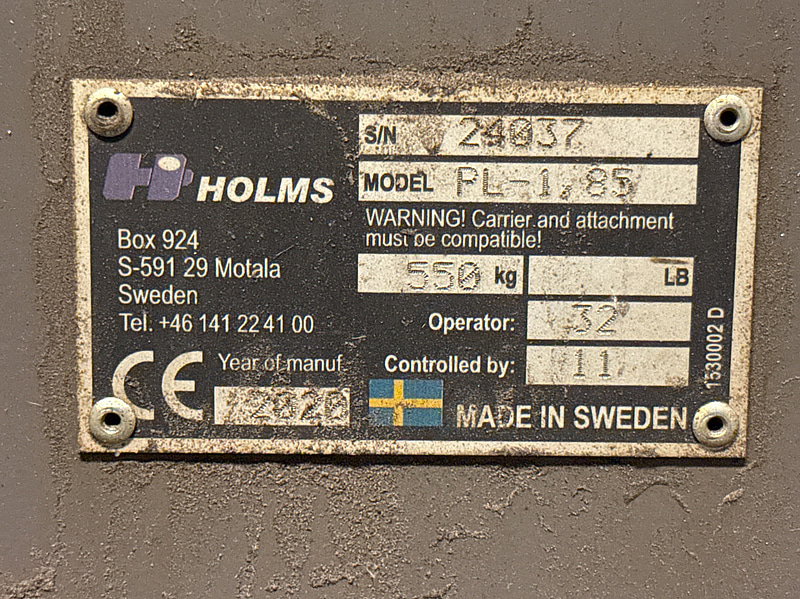 HOLMS
Box 924
S-591 29 Motala
Sweden
Tel. +46 141 22 41 00
CE
Year of manuf
2020
S/N 24037
MODEL PL-1,85
WARNING! Carrier and attachment
must be compatible!
550 kg
LB
Operator: 32
Controlled by: 11
MADE IN SWEDEN
1530002 D